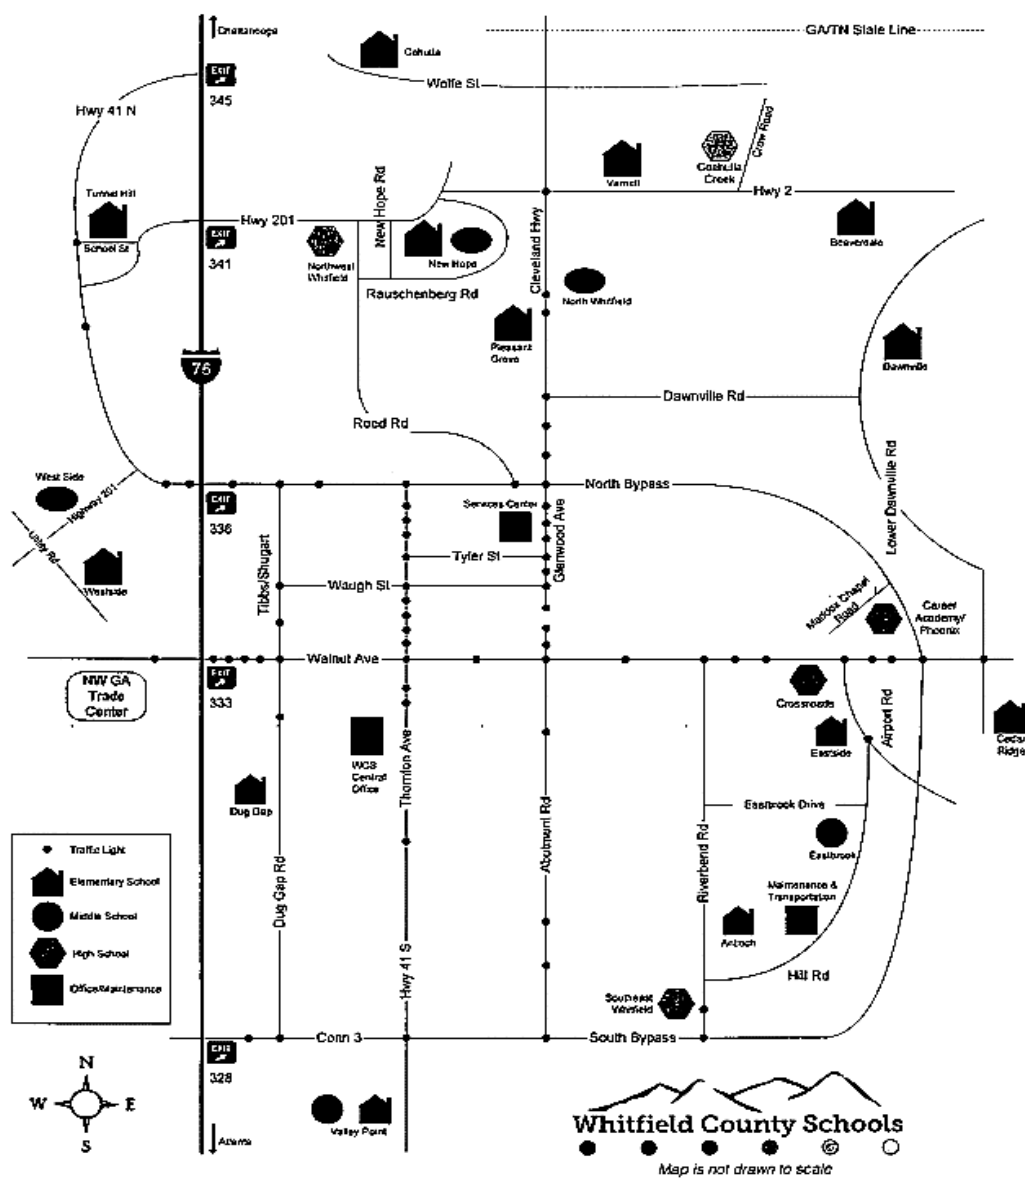 Chattanooga
GA/TN State Line
EXIT
345
Cohutta
Wolfe St
Hwy 41 N
Crow Road
Varnell
Coahulla
Creek
Hwy 2
Tunnel Hill
School St
Hwy 201
New Hope Rd
EXIT
341
Northwest
Whitfield
New Hope
Rauschenberg Rd
Cleveland Hwy
Beaverdale
North Whitfield
Pleasant
Grove
Dawnville
75
Dawnville Rd
Reed Rd
West Side
Highway 201
Utility Rd
Westside
EXIT
336
North Bypass
Services Center
Glenwood Ave
Lower Dawnville Rd
Tyler St
Tibbs/Shugart
Waugh St
Maddox Chapel
Road
Career
Academy/
Phoenix
Walnut Ave
NW GA
Trade
Center
EXIT
333
Crossroads
Airport Rd
Eastside
Cedar
Ridge
WCS
Central
Office
Thornton Ave
Dug Gap
Eastbrook Drive
Abutment Rd
Riverbend Rd
Eastbrook
Traffic Light
Elementary School
Middle School
High School
Office/Maintenance
Dug Gap Rd
Hwy 41 S
Maintenance &
Transportation
Antioch
Hill Rd
Southeast
Whitfield
Conn 3
South Bypass
EXIT
328
N
W E
S
Atlanta
Valley Point
Whitfield County Schools
Map is not drawn to scale